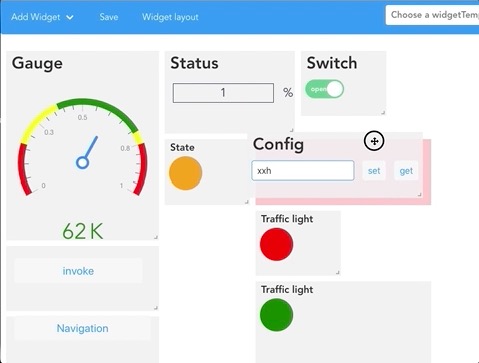 Add Widget Save Widget layout Choose a widgetTemp
Gauge
Status
Switch
1 %
open
0.5
0.3
0.8
0
1
62 K
State
Config
xxh set get
Traffic light
invoke
Traffic light
Navigation